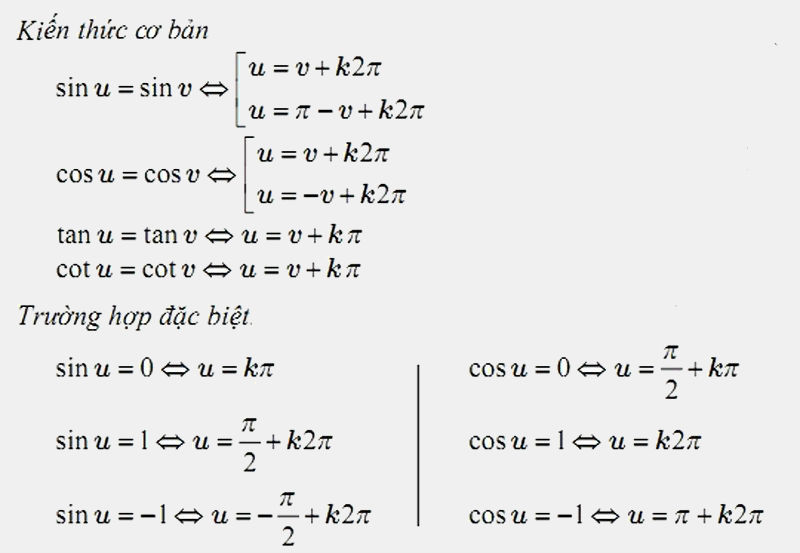 Kiến thức cơ bản
sin u = sin v ⇔ [ u = v + k2π
u = π − v + k2π
cos u = cos v ⇔ [ u = v + k2π
u = −v + k2π
tan u = tan v ⇔ u = v + kπ
cot u = cot v ⇔ u = v + kπ
Trường hợp đặc biệt.
sin u = 0 ⇔ u = kπ
sin u = 1 ⇔ u = π/2 + k2π
sin u = −1 ⇔ u = −π/2 + k2π
cos u = 0 ⇔ u = π/2 + kπ
cos u = 1 ⇔ u = k2π
cos u = −1 ⇔ u = π + k2π